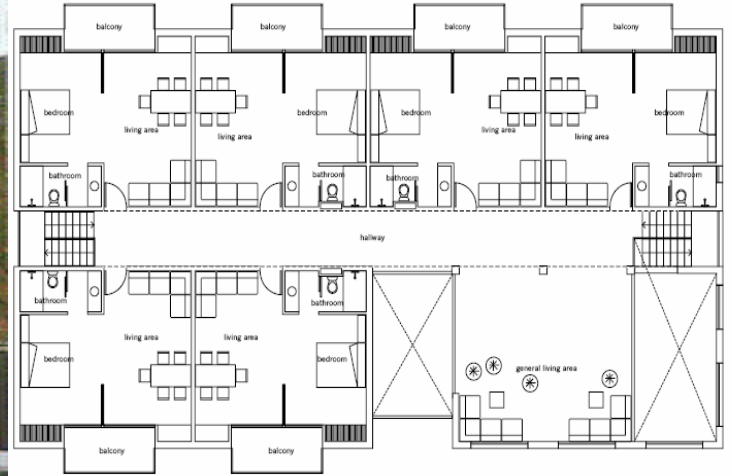 balcony balcony balcony balcony
bedroom living area living area bedroom bedroom living area living area bedroom
bathroom bathroom bathroom bathroom
hallway
bathroom bathroom
living area living area
bedroom bedroom general living area
balcony balcony